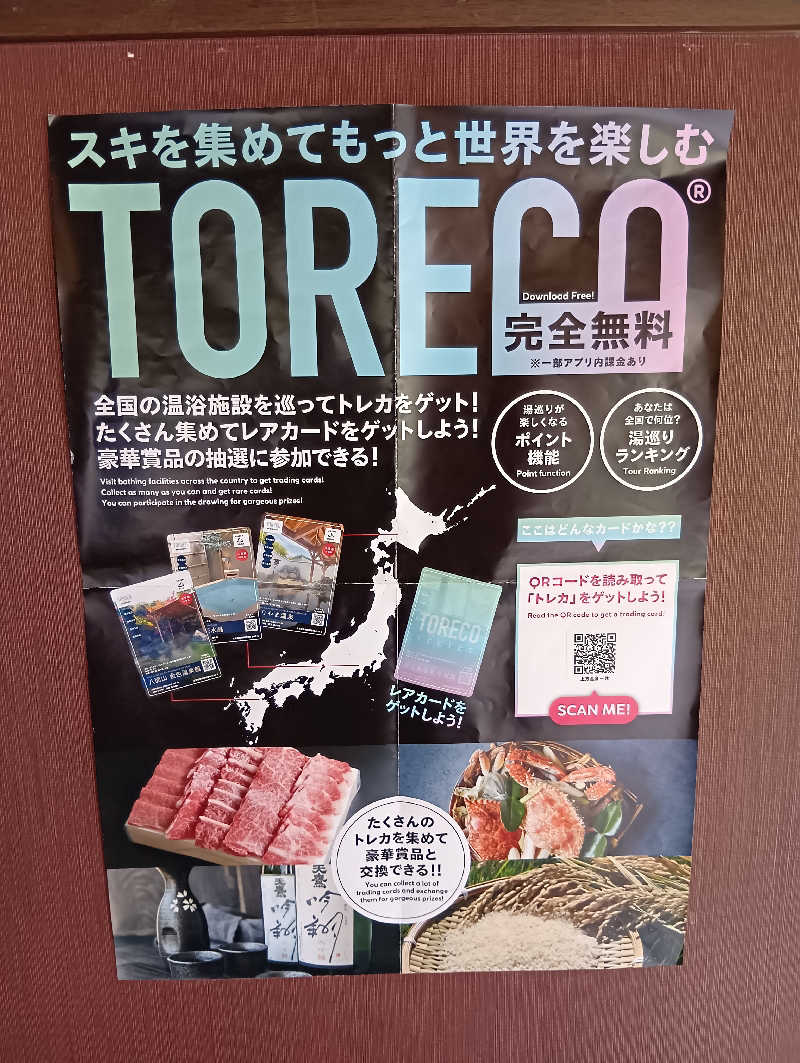 スキを集めてもっと世界を楽しむ
TORECO®
Download Free!
完全無料
※一部アプリ内課金あり
全国の温浴施設を巡ってトレカをゲット!
たくさん集めてレアカードをゲットしよう!
豪華賞品の抽選に参加できる!
Visit bathing facilities across the country to get trading cards!
Collect as many as you can and get rare cards!
You can participate in the drawing for gorgeous prizes!
湯巡りが
楽しくなる
ポイント
機能
Point function
あなたは
全国で何位?
湯巡り
ランキング
Tour Ranking
ここはどんなカードかな??
QRコードを読み取って
「トレカ」をゲットしよう!
Read the QR code to get a trading card!
SCAN ME!
TORECO
レアカードを
ゲットしよう!
たくさんの
トレカを集めて
豪華賞品と
交換できる!!
You can collect a lot of
trading cards and exchange
them for gorgeous prizes!
天鷹
吟翔